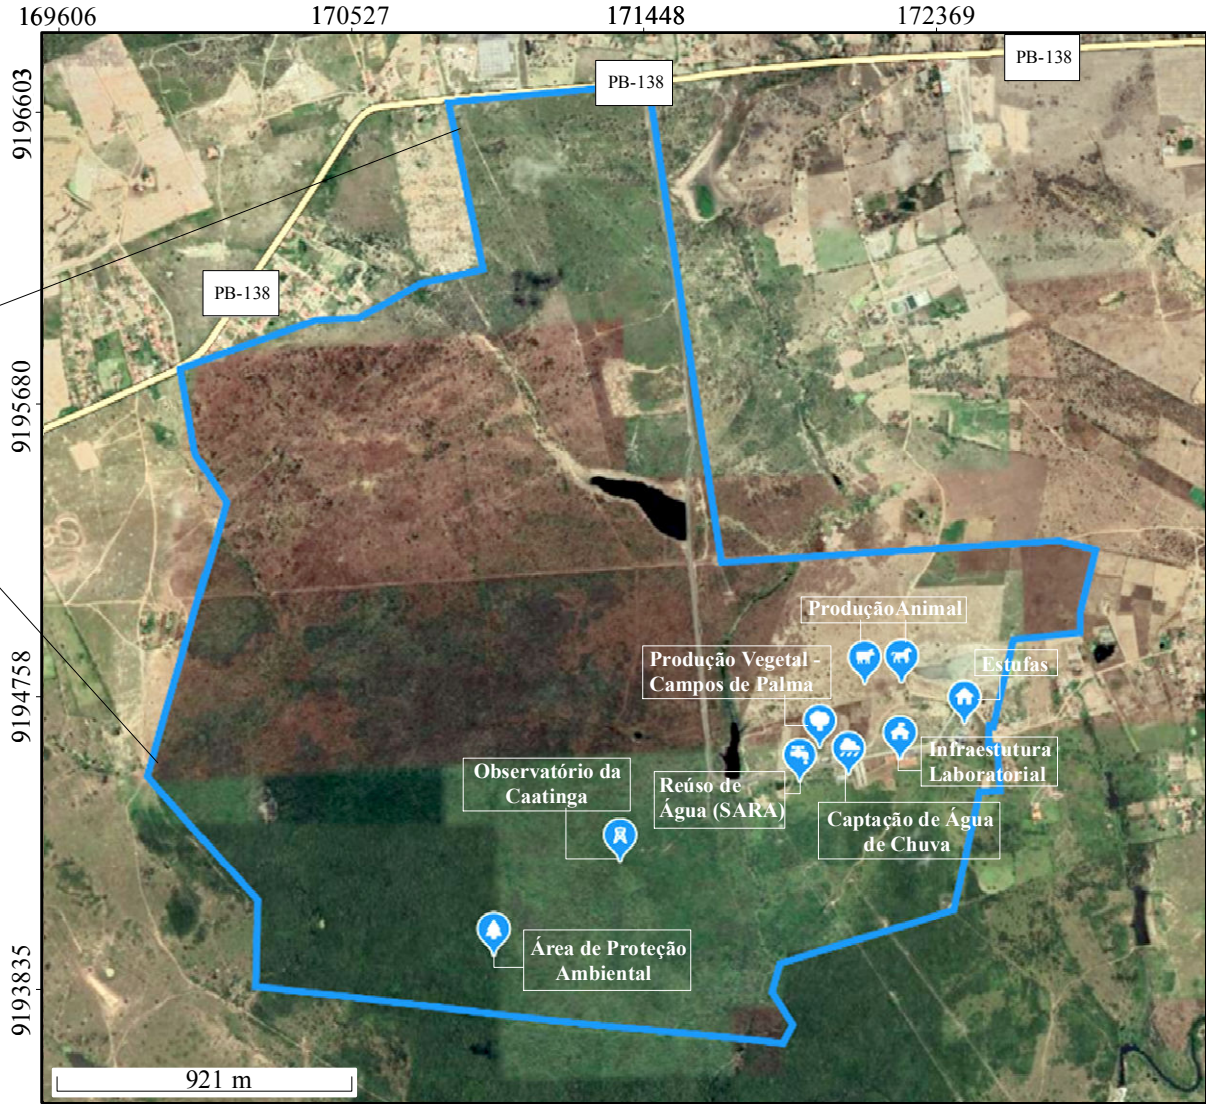 169606
170527
171448
172369
PB-138
PB-138
9196603
PB-138
9195680
ProduçãoAnimal
Produção Vegetal -
Campos de Palma
Estufas
9194758
Infraestutura
Laboratorial
Observatório da
Caatinga
Reúso de
Água (SARA)
Captação de Água
de Chuva
Área de Proteção
Ambiental
9193835
921 m